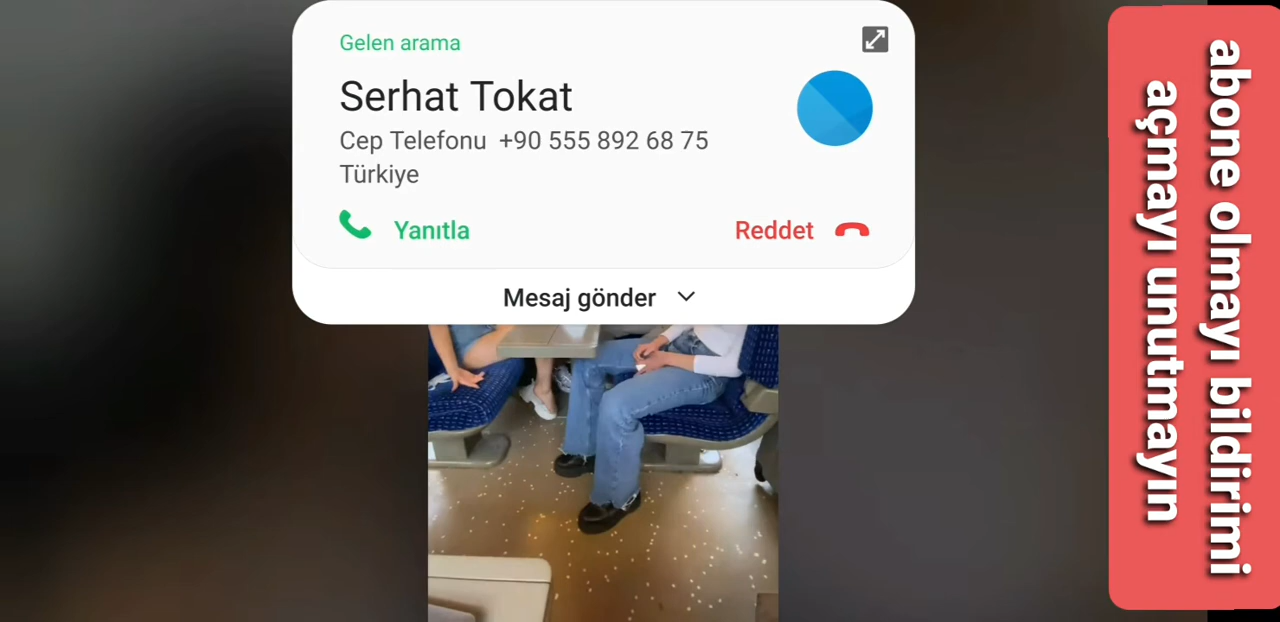 Gelen arama
Serhat Tokat
Cep Telefonu +90 555 892 68 75
Türkiye
Yanıtla
Reddet
Mesaj gönder
abone olmayı bildirimi
açmayı unutmayın